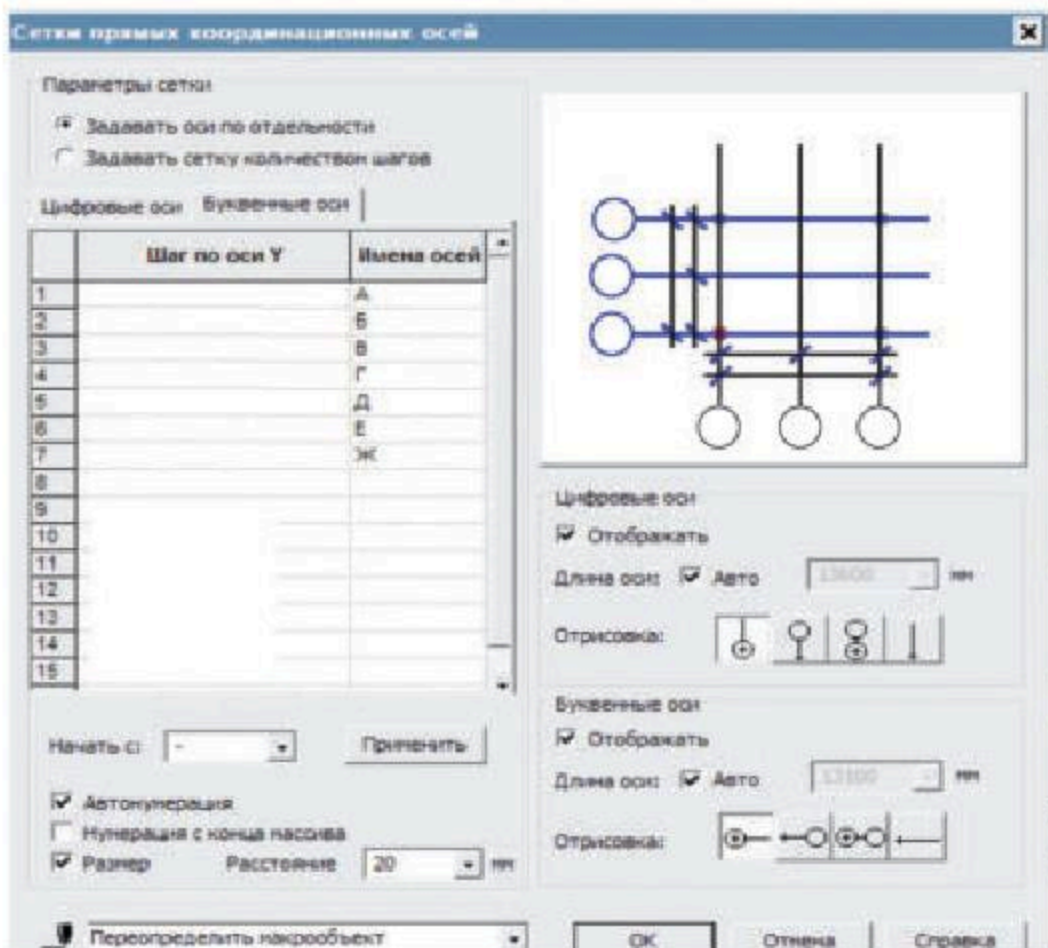 Сетки прямых координационных осей
Параметры сетки
Задавать оси по отдельности
Задавать сетку количеством шагов
Цифровые оси Буквенные оси
Шаг по оси Y Имена осей
1 А
2 Б
3 В
4 Г
5 Д
6 Е
7 Ж
8
9
10
11
12
13
14
15
Начать с: - Применить
Автонумерация
Нумерация с конца массива
Размер Расстояние 20 мм
Цифровые оси
Отображать
Длина оси: Авто мм
Отрисовка:
Буквенные оси
Отображать
Длина оси: Авто 13100 мм
Отрисовка:
Переопределить макрообъект
OK Отмена Справка